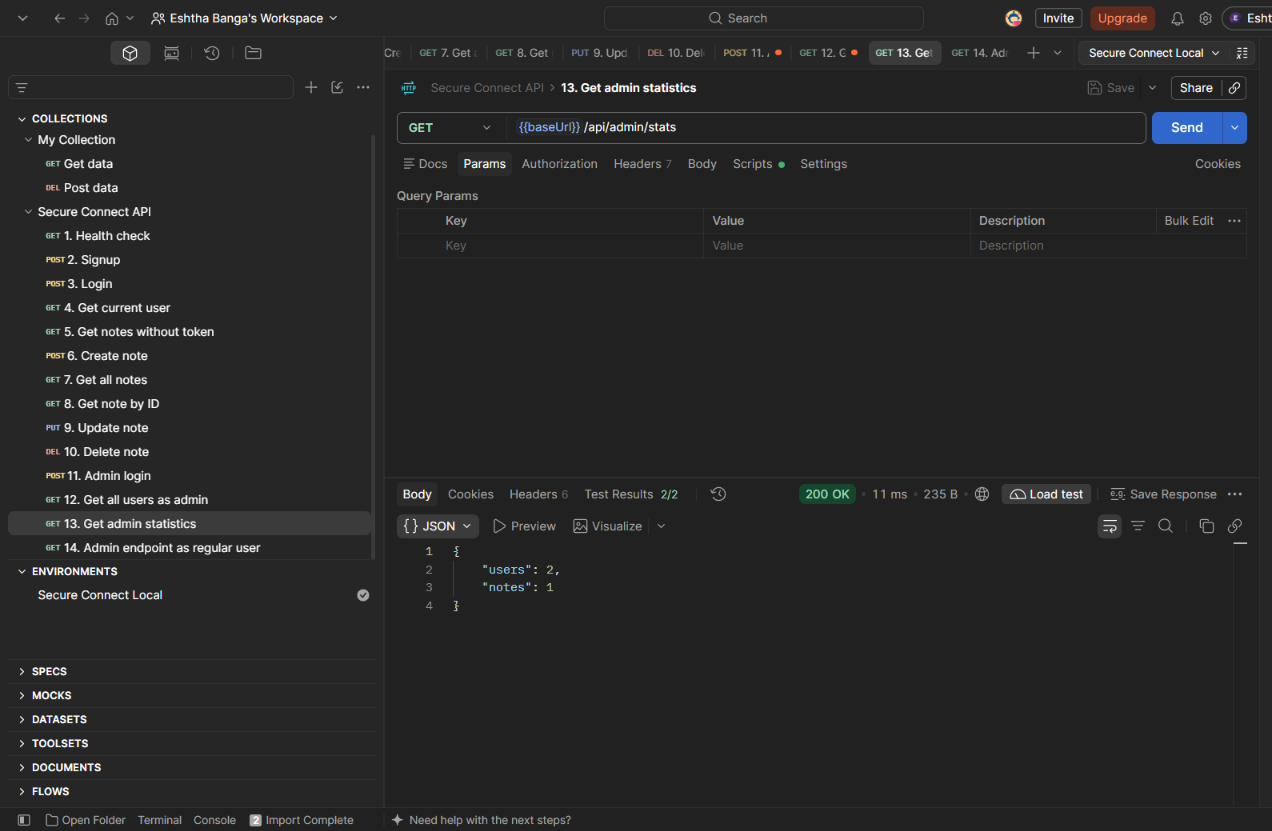 Eshtha Banga's Workspace
Search
Invite
Upgrade
E Esht
Cre
GET 7. Get
GET 8. Get
PUT 9. Upd
DEL 10. Del
POST 11.
GET 12. G
GET 13. Get
GET 14. Ad
Secure Connect Local
HTTP Secure Connect API > 13. Get admin statistics
Save
Share
COLLECTIONS
My Collection
GET Get data
DEL Post data
Secure Connect API
GET 1. Health check
POST 2. Signup
POST 3. Login
GET 4. Get current user
GET 5. Get notes without token
POST 6. Create note
GET 7. Get all notes
GET 8. Get note by ID
PUT 9. Update note
DEL 10. Delete note
POST 11. Admin login
GET 12. Get all users as admin
GET 13. Get admin statistics
GET 14. Admin endpoint as regular user
ENVIRONMENTS
Secure Connect Local
SPECS
MOCKS
DATASETS
TOOLSETS
DOCUMENTS
FLOWS
GET
{{baseUrl}} /api/admin/stats
Send
Docs Params Authorization Headers 7 Body Scripts Settings
Cookies
Query Params
Key Value Description Bulk Edit
Key Value Description
Body Cookies Headers 6 Test Results 2/2
200 OK 11 ms 235 B Load test e.g. Save Response
{} JSON Preview Visualize
1 {
2 "users": 2,
3 "notes": 1
4 }
Open Folder Terminal Console 2 Import Complete
Need help with the next steps?